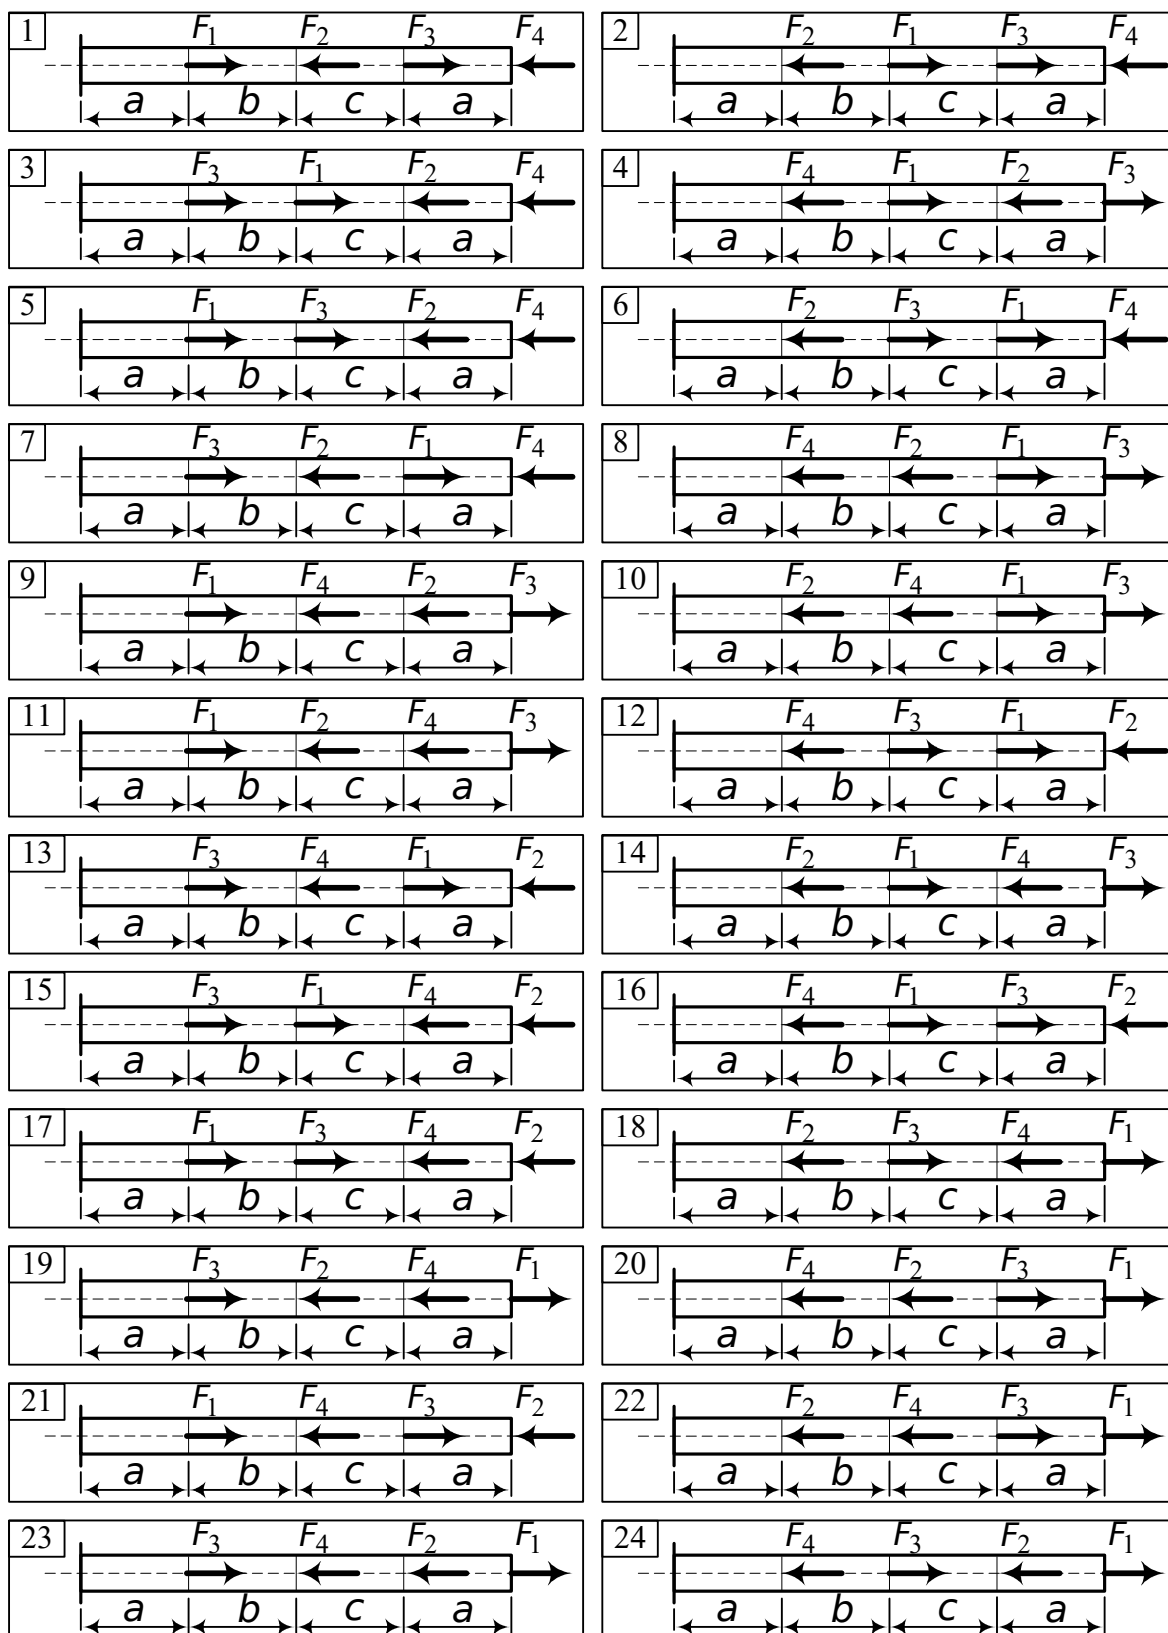 1 F1 F2 F3 F4
a b c a
2 F2 F1 F3 F4
a b c a
3 F3 F1 F2 F4
a b c a
4 F4 F1 F2 F3
a b c a
5 F1 F3 F2 F4
a b c a
6 F2 F3 F1 F4
a b c a
7 F3 F2 F1 F4
a b c a
8 F4 F2 F1 F3
a b c a
9 F1 F4 F2 F3
a b c a
10 F2 F4 F1 F3
a b c a
11 F1 F2 F4 F3
a b c a
12 F4 F3 F1 F2
a b c a
13 F3 F4 F1 F2
a b c a
14 F2 F1 F4 F3
a b c a
15 F3 F1 F4 F2
a b c a
16 F4 F1 F3 F2
a b c a
17 F1 F3 F4 F2
a b c a
18 F2 F3 F4 F1
a b c a
19 F3 F2 F4 F1
a b c a
20 F4 F2 F3 F1
a b c a
21 F1 F4 F3 F2
a b c a
22 F2 F4 F3 F1
a b c a
23 F3 F4 F2 F1
a b c a
24 F4 F3 F2 F1
a b c a